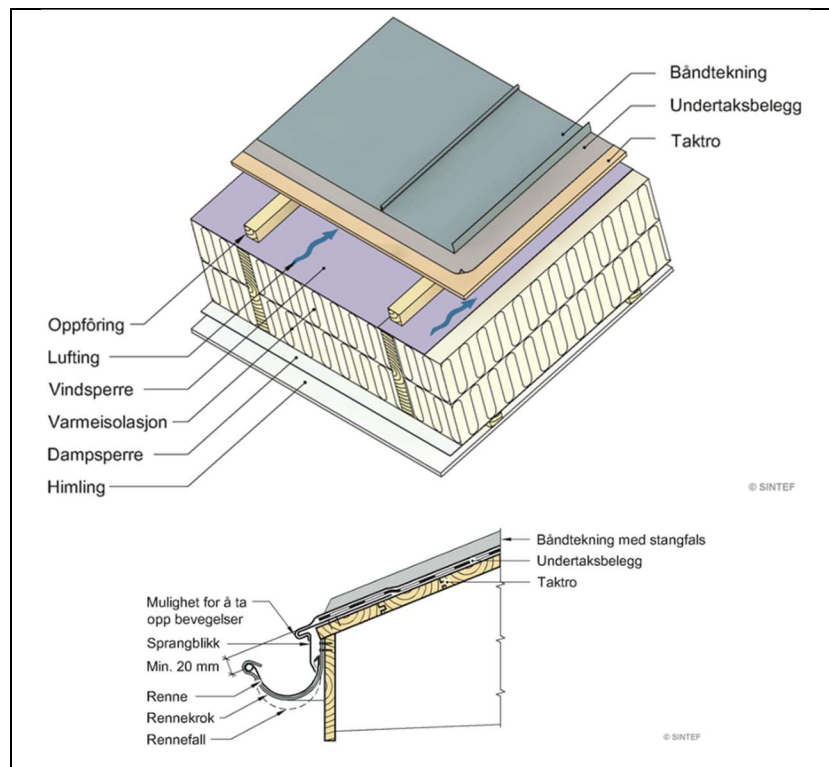 Båndtekning
Undertaksbelegg
Taktro
Oppfôring
Lufting
Vindsperre
Varmeisolasjon
Dampsperre
Himling
© SINTEF
Båndtekning med stangfals
Undertaksbelegg
Taktro
Mulighet for å ta
opp bevegelser
Sprangblikk
Min. 20 mm
Renne
Rennekrok
Rennefall
© SINTEF